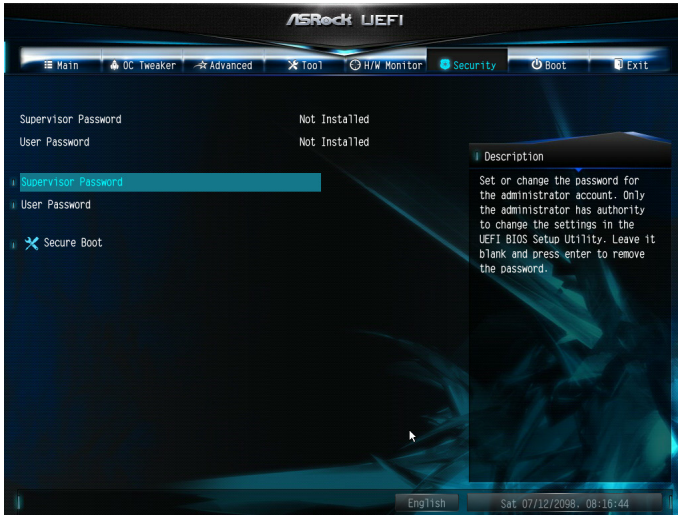 ASRock UEFI
Main OC Tweaker Advanced Tool H/W Monitor Security Boot Exit
Supervisor Password Not Installed
User Password Not Installed
Supervisor Password
User Password
Secure Boot
Description
Set or change the password for
the administrator account. Only
the administrator has authority
to change the settings in the
UEFI BIOS Setup Utility. Leave it
blank and press enter to remove
the password.
English Sat 07/12/2098. 08:16:44